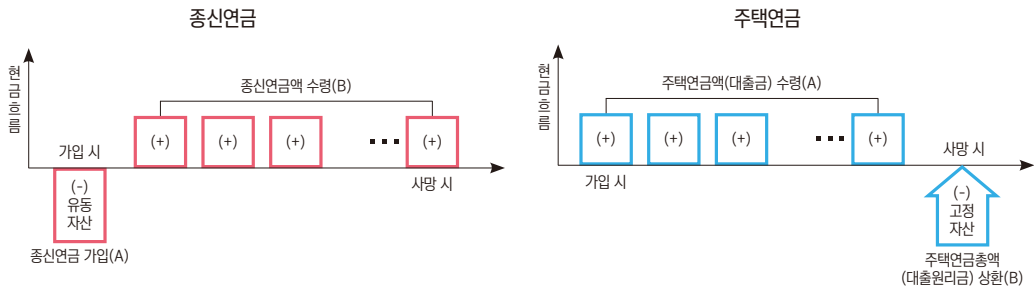 종신연금
현금흐름
종신연금액 수령(B)
가입 시
(+)
(+)
(+)
(+)
사망 시
(-)
유동
자산
종신연금 가입(A)
주택연금
현금흐름
주택연금액(대출금) 수령(A)
(+)
(+)
(+)
(+)
가입 시
사망 시
(-)
고정
자산
주택연금총액
(대출원리금) 상환(B)